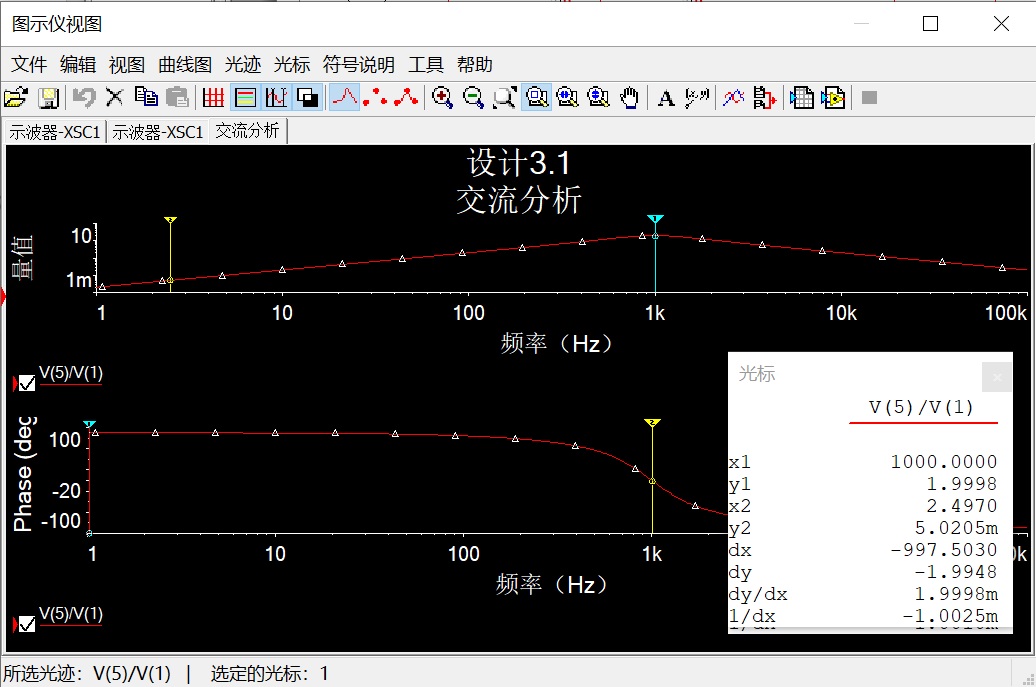 图示仪视图
文件 编辑 视图 曲线图 光迹 光标 符号说明 工具 帮助
示波器-XSC1 示波器-XSC1 交流分析
设计3.1
交流分析
量值
10
1m
1 10 100 1k 10k 100k
频率（Hz）
V(5)/V(1)
Phase (deg
100
-20
-100
1 10 100 1k
频率（Hz）
V(5)/V(1)
光标
V(5)/V(1)
x1 1000.0000
y1 1.9998
x2 2.4970
y2 5.0205m
dx -997.5030
dy -1.9948
dy/dx 1.9998m
1/dx -1.0025m
所选光迹：V(5)/V(1) | 选定的光标：1